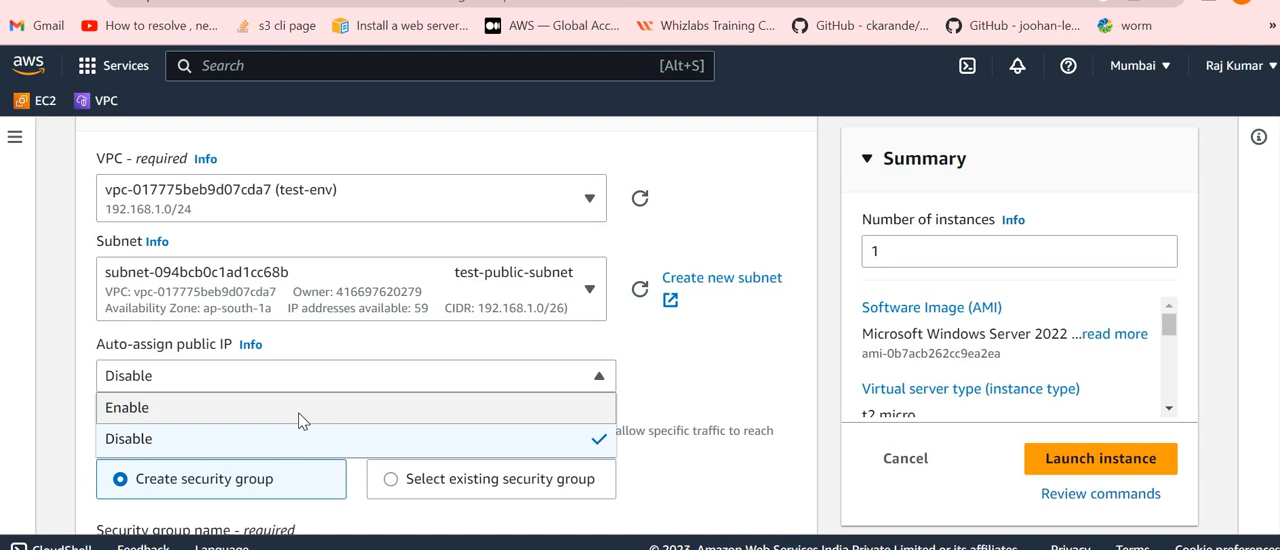 Gmail
How to resolve , ne...
s3 cli page
Install a web server...
AWS — Global Acc...
Whizlabs Training C...
GitHub - ckarande/...
GitHub - joohan-le...
worm
»
aws
Services
Search
[Alt+S]
Mumbai
Raj Kumar
EC2
VPC
VPC - required Info
vpc-017775beb9d07cda7 (test-env)
192.168.1.0/24
Subnet Info
subnet-094bcb0c1ad1cc68b test-public-subnet
VPC: vpc-017775beb9d07cda7 Owner: 416697620279
Availability Zone: ap-south-1a IP addresses available: 59 CIDR: 192.168.1.0/26)
Create new subnet
Auto-assign public IP Info
Disable
Enable
Disable
allow specific traffic to reach
Create security group
Select existing security group
Security group name - required
Summary
Number of instances Info
1
Software Image (AMI)
Microsoft Windows Server 2022 ...read more
ami-0b7acb262cc9ea2ea
Virtual server type (instance type)
t2.micro
Cancel
Launch instance
Review commands
CloudShell Feedback Language
© 2023, Amazon Web Services India Private Limited or its affiliates. Privacy Terms Cookie preferences